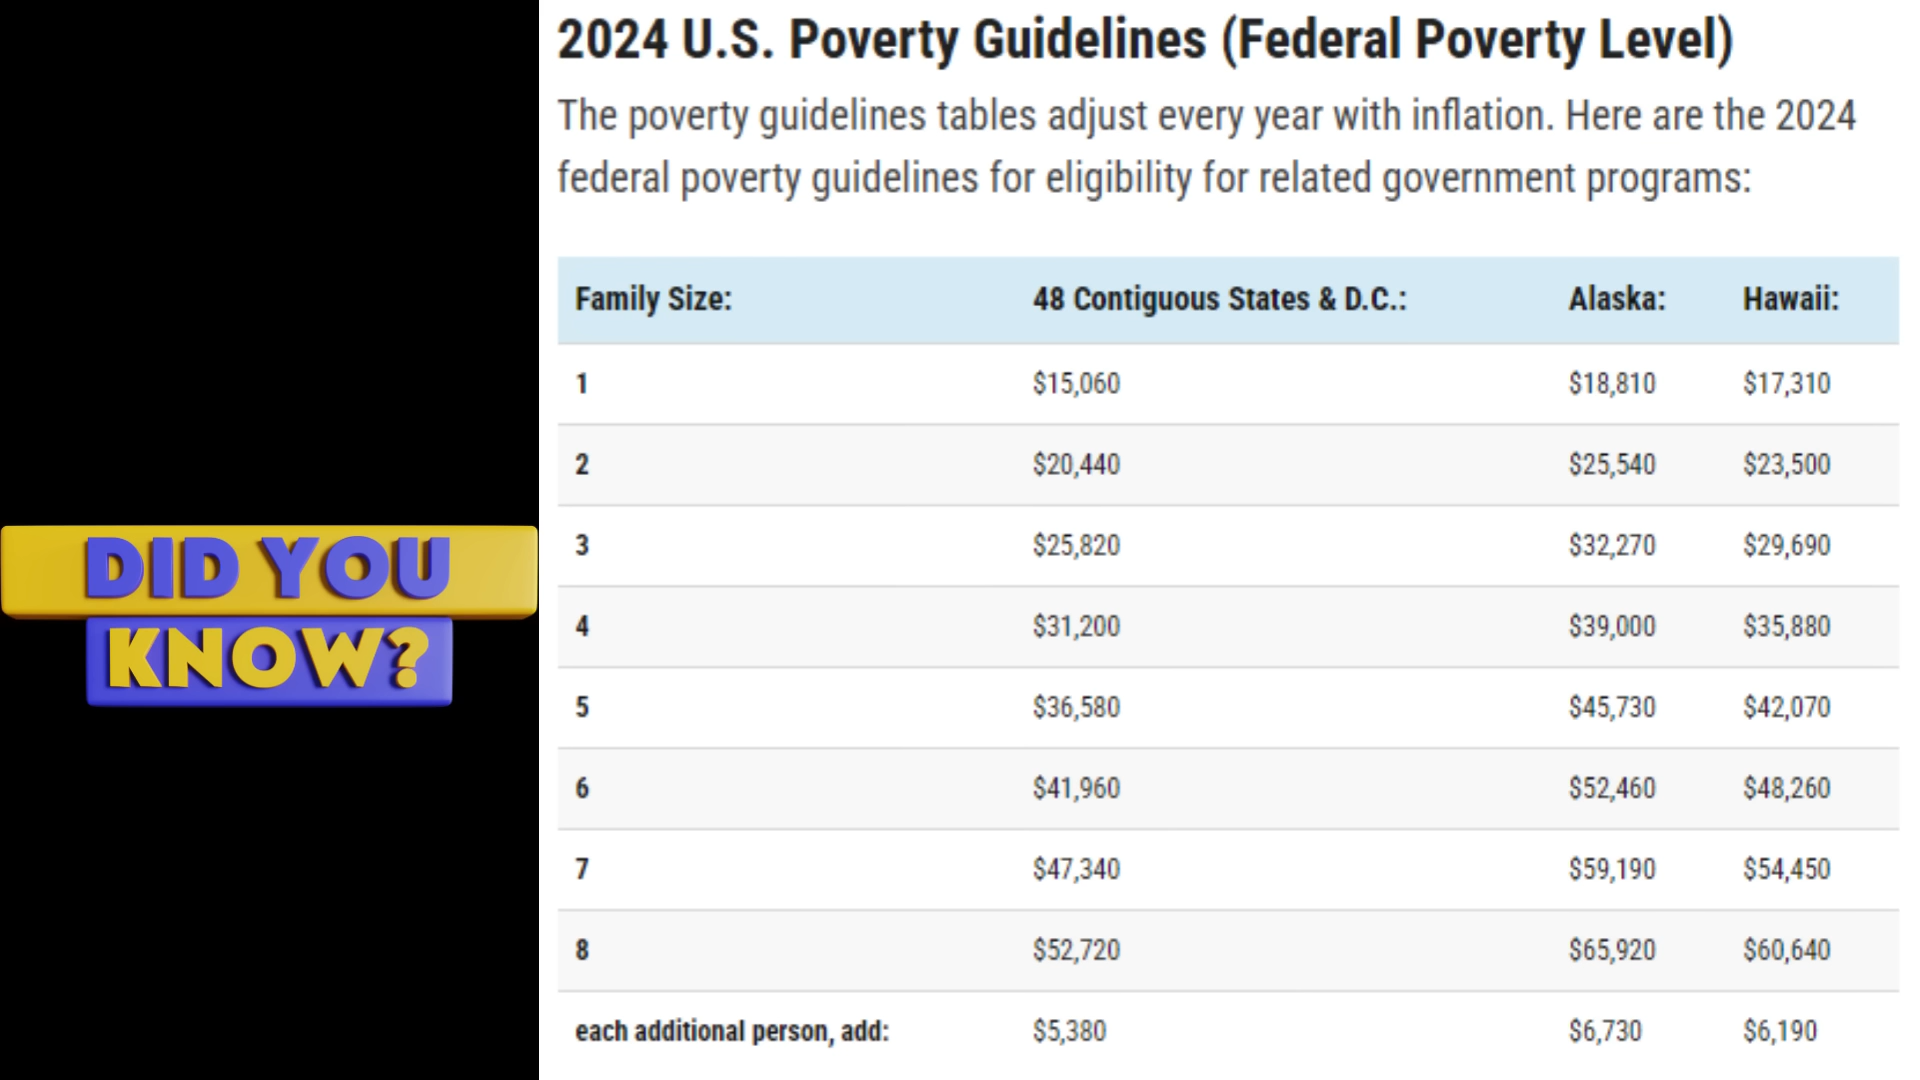 DID YOU
KNOW?
2024 U.S. Poverty Guidelines (Federal Poverty Level)
The poverty guidelines tables adjust every year with inflation. Here are the 2024
federal poverty guidelines for eligibility for related government programs:
Family Size: 48 Contiguous States & D.C.: Alaska: Hawaii:
1 $15,060 $18,810 $17,310
2 $20,440 $25,540 $23,500
3 $25,820 $32,270 $29,690
4 $31,200 $39,000 $35,880
5 $36,580 $45,730 $42,070
6 $41,960 $52,460 $48,260
7 $47,340 $59,190 $54,450
8 $52,720 $65,920 $60,640
each additional person, add: $5,380 $6,730 $6,190